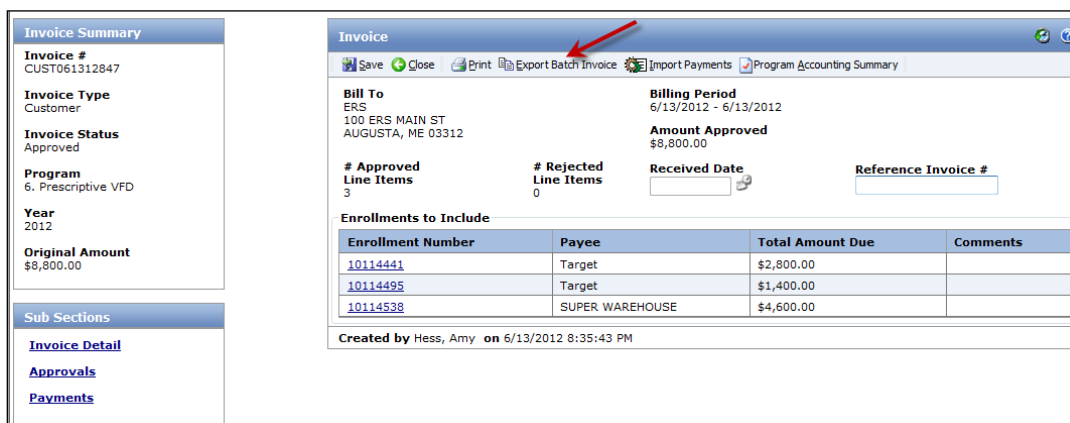 Invoice Summary
Invoice #
CUST061312847
Invoice Type
Customer
Invoice Status
Approved
Program
6. Prescriptive VFD
Year
2012
Original Amount
$8,800.00
Sub Sections
Invoice Detail
Approvals
Payments
Invoice
Save Close Print Export Batch Invoice Import Payments Program Accounting Summary
Bill To
ERS
100 ERS MAIN ST
AUGUSTA, ME 03312
Billing Period
6/13/2012 - 6/13/2012
Amount Approved
$8,800.00
# Approved
Line Items
3
# Rejected
Line Items
0
Received Date
Reference Invoice #
Enrollments to Include
Enrollment Number Payee Total Amount Due Comments
10114441 Target $2,800.00
10114495 Target $1,400.00
10114538 SUPER WAREHOUSE $4,600.00
Created by Hess, Amy on 6/13/2012 8:35:43 PM